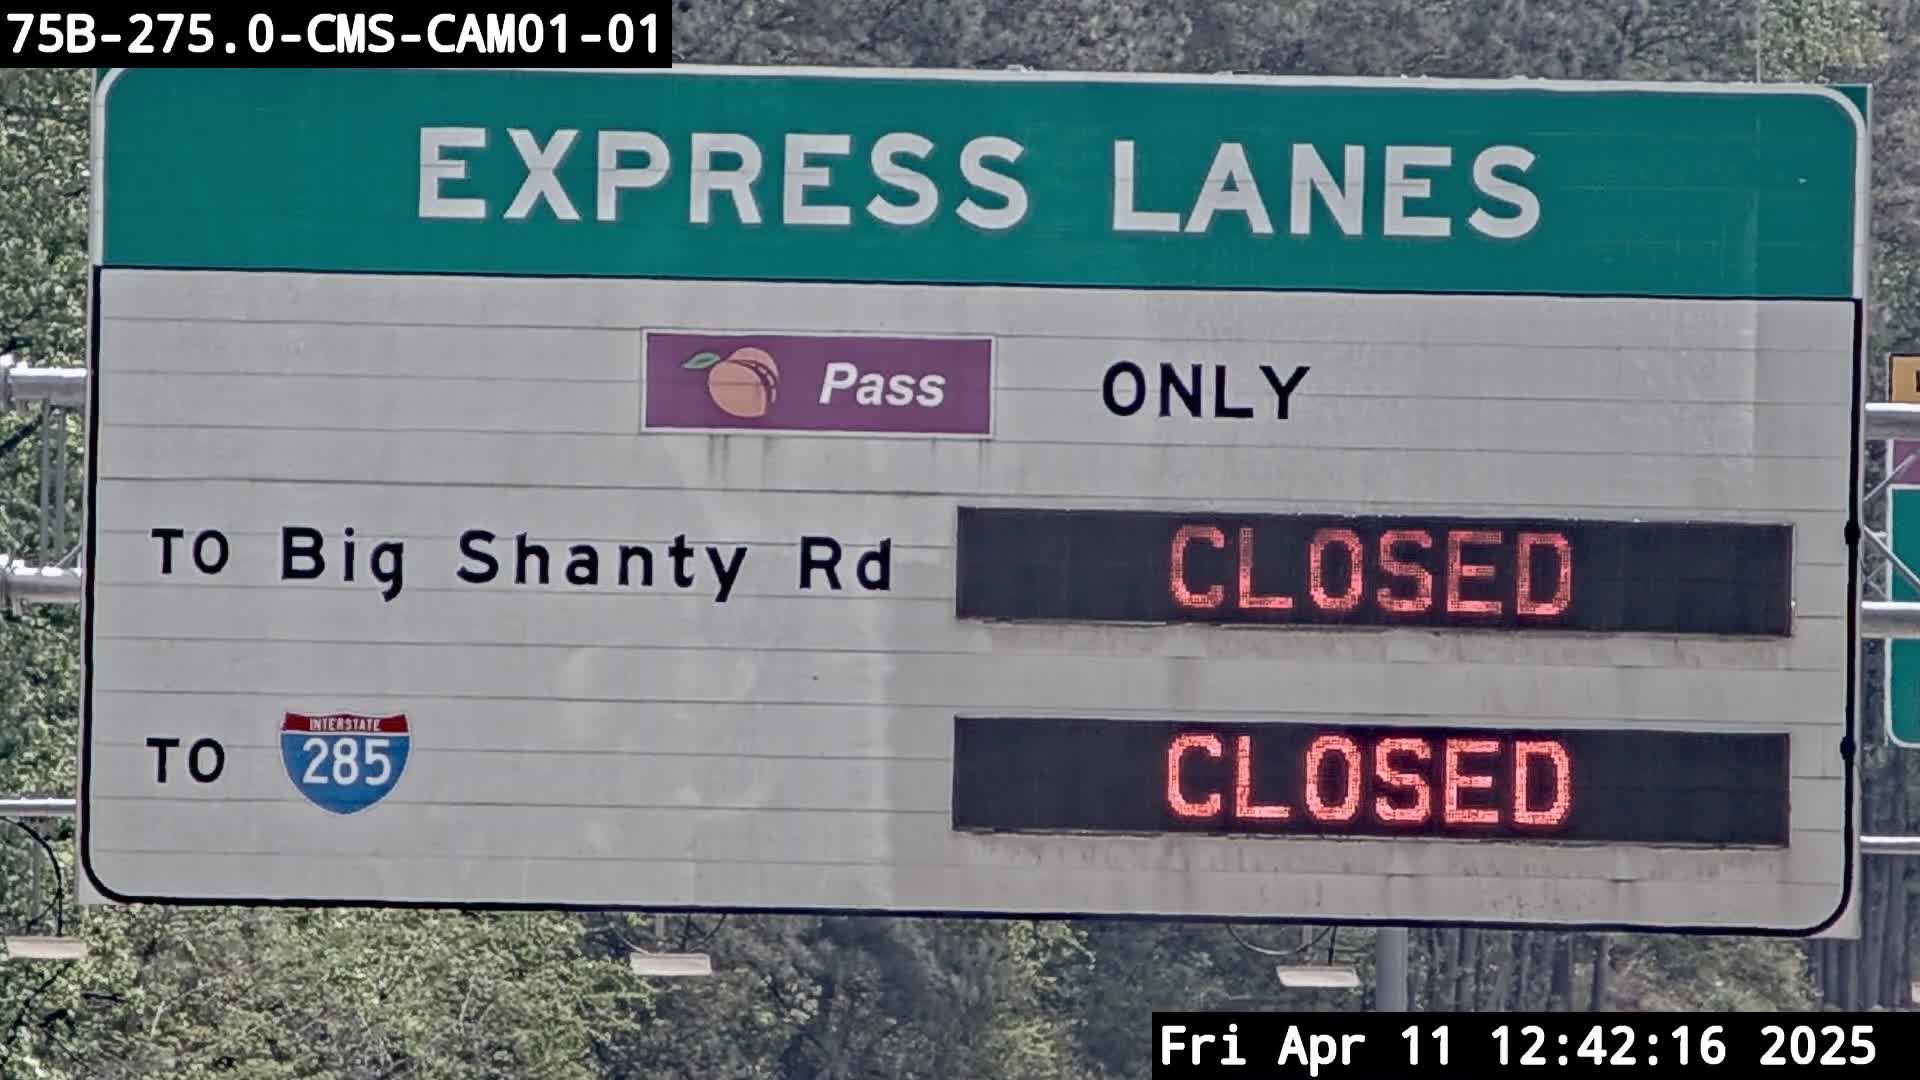 75B-275.0-CMS-CAM01-01
EXPRESS LANES
Pass ONLY
TO Big Shanty Rd CLOSED
INTERSTATE
TO 285 CLOSED
Fri Apr 11 12:42:16 2025